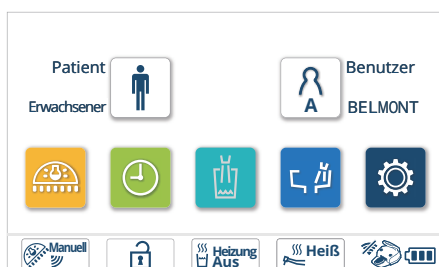 Patient
Benutzer
Erwachsener
A
BELMONT
Manuell
Heizung
Aus
Heiß